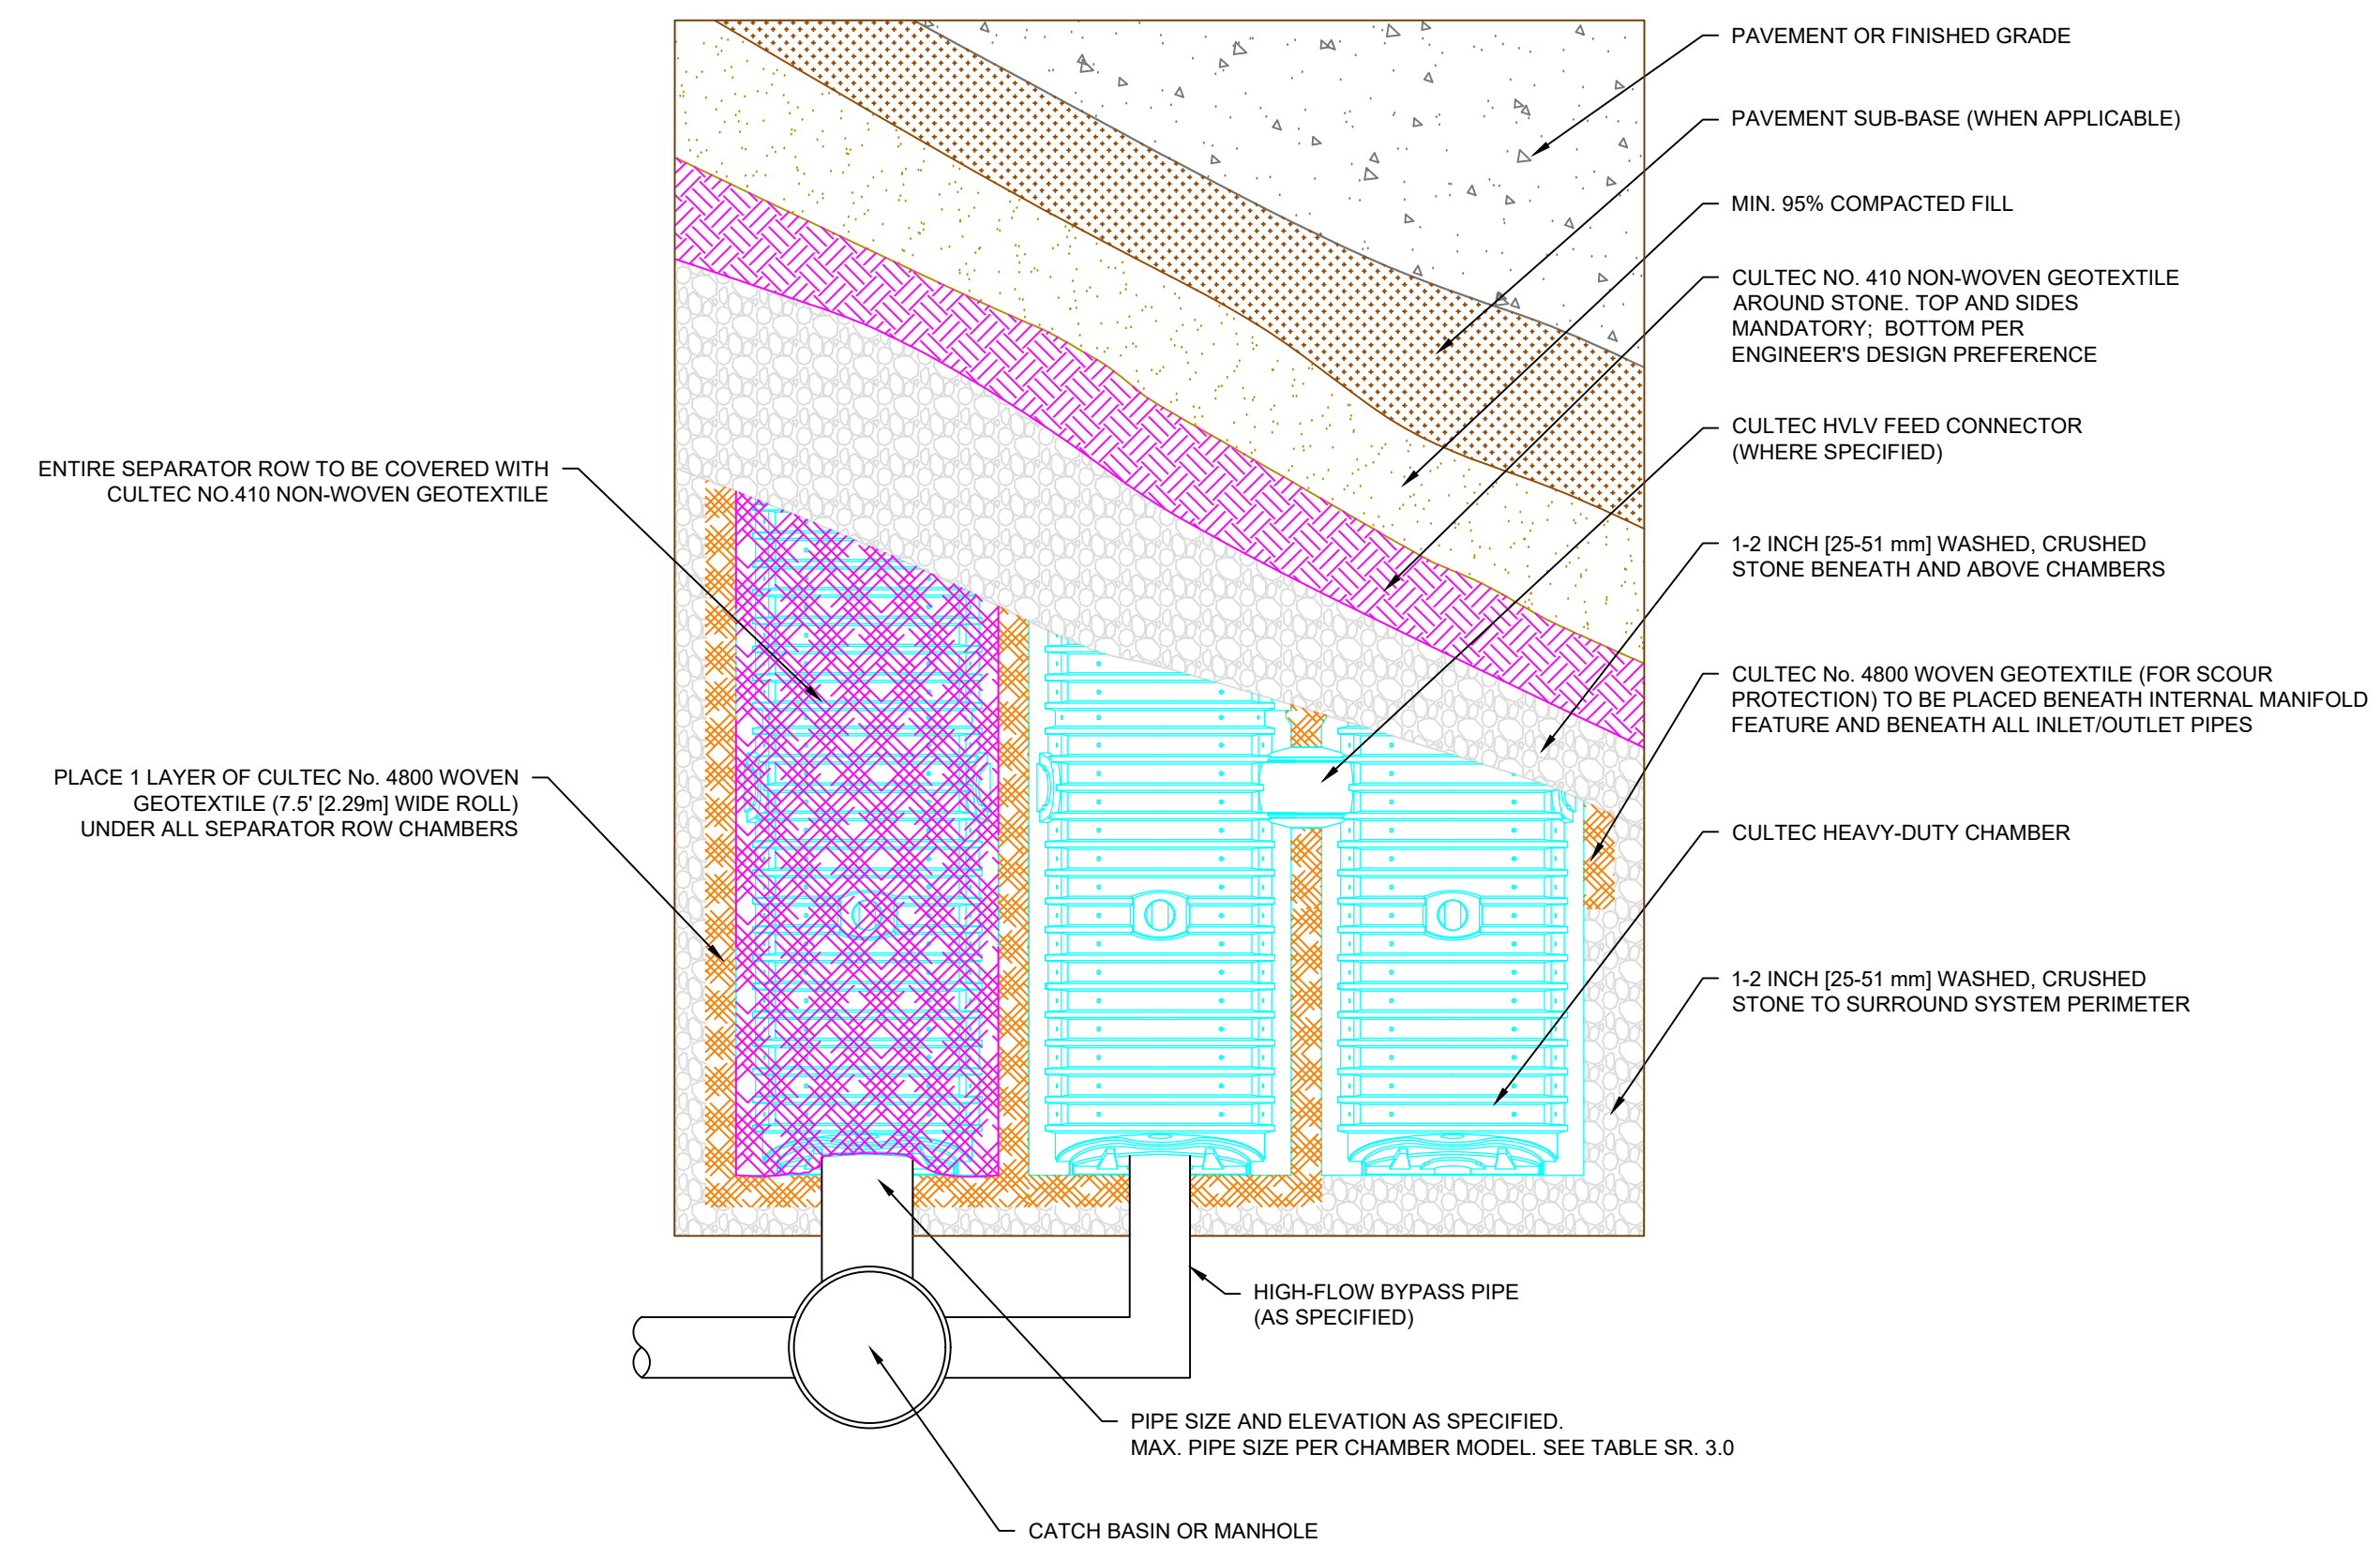 PAVEMENT OR FINISHED GRADE
PAVEMENT SUB-BASE (WHEN APPLICABLE)
MIN. 95% COMPACTED FILL
CULTEC NO. 410 NON-WOVEN GEOTEXTILE
AROUND STONE. TOP AND SIDES
MANDATORY;  BOTTOM PER
ENGINEER'S DESIGN PREFERENCE
CULTEC HVLV FEED CONNECTOR
(WHERE SPECIFIED)
ENTIRE SEPARATOR ROW TO BE COVERED WITH
CULTEC NO.410 NON-WOVEN GEOTEXTILE
1-2 INCH [25-51 mm] WASHED, CRUSHED
STONE BENEATH AND ABOVE CHAMBERS
CULTEC No. 4800 WOVEN GEOTEXTILE (FOR SCOUR
PROTECTION) TO BE PLACED BENEATH INTERNAL MANIFOLD
FEATURE AND BENEATH ALL INLET/OUTLET PIPES
PLACE 1 LAYER OF CULTEC No. 4800 WOVEN
GEOTEXTILE (7.5' [2.29m] WIDE ROLL)
UNDER ALL SEPARATOR ROW CHAMBERS
CULTEC HEAVY-DUTY CHAMBER
1-2 INCH [25-51 mm] WASHED, CRUSHED
STONE TO SURROUND SYSTEM PERIMETER
HIGH-FLOW BYPASS PIPE
(AS SPECIFIED)
PIPE SIZE AND ELEVATION AS SPECIFIED.
MAX. PIPE SIZE PER CHAMBER MODEL. SEE TABLE SR. 3.0
CATCH BASIN OR MANHOLE